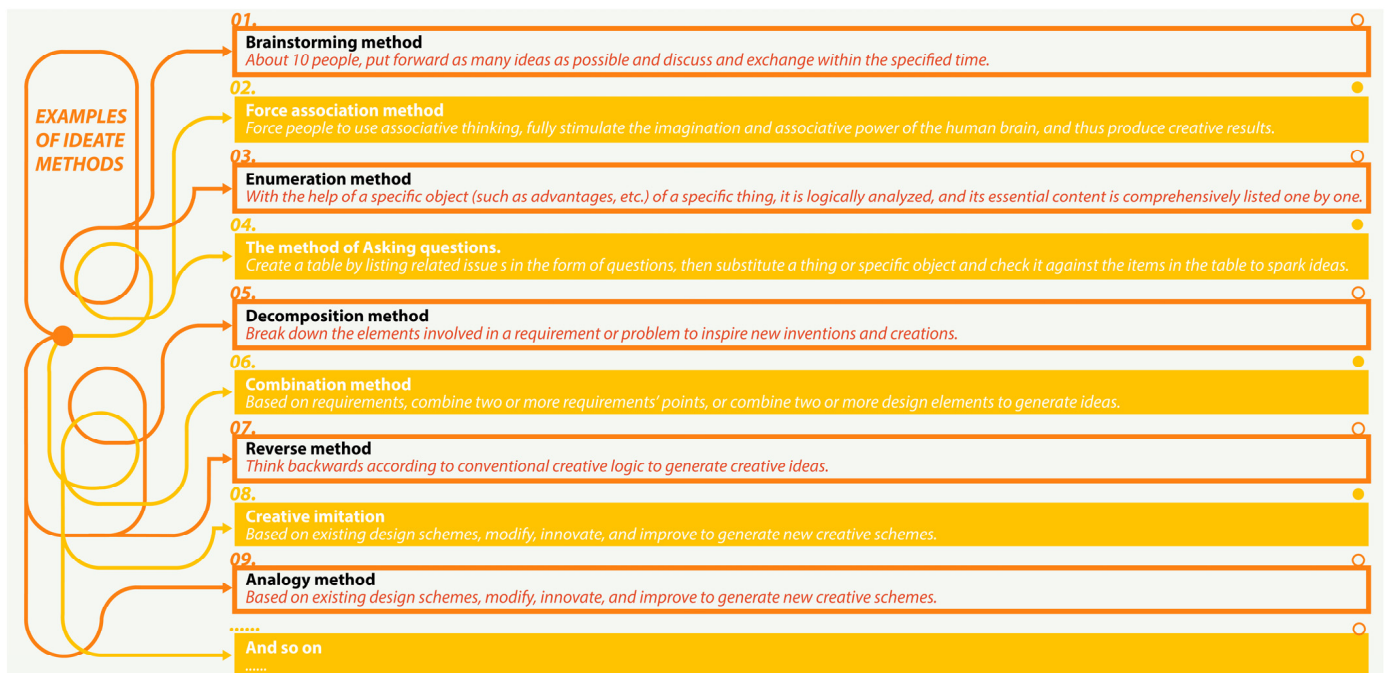 EXAMPLES
OF IDEATE
METHODS
01.
Brainstorming method
About 10 people, put forward as many ideas as possible and discuss and exchange within the specified time.
02.
Force association method
Force people to use associative thinking, fully stimulate the imagination and associative power of the human brain, and thus produce creative results.
03.
Enumeration method
With the help of a specific object (such as advantages, etc.) of a specific thing, it is logically analyzed, and its essential content is comprehensively listed one by one.
04.
The method of Asking questions.
Create a table by listing related issue s in the form of questions, then substitute a thing or specific object and check it against the items in the table to spark ideas.
05.
Decomposition method
Break down the elements involved in a requirement or problem to inspire new inventions and creations.
06.
Combination method
Based on requirements, combine two or more requirements' points, or combine two or more design elements to generate ideas.
07.
Reverse method
Think backwards according to conventional creative logic to generate creative ideas.
08.
Creative imitation
Based on existing design schemes, modify, innovate, and improve to generate new creative schemes.
09.
Analogy method
Based on existing design schemes, modify, innovate, and improve to generate new creative schemes.
......
And so on
......